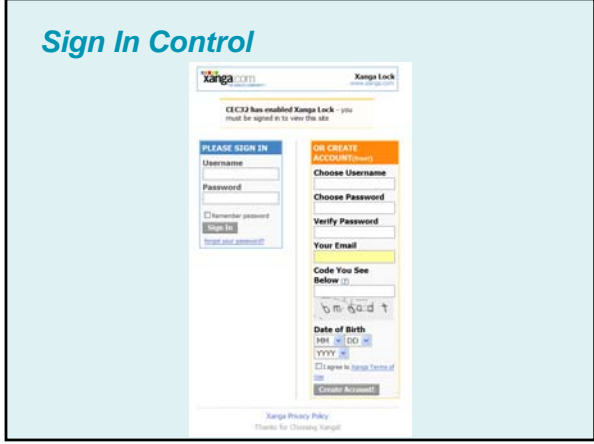 Sign In Control
xanga.com
Xanga Lock
www.xanga.com
CEC32 has enabled Xanga Lock - you
must be signed in to view this site
PLEASE SIGN IN
Username
Password
Remember password
Sign In
forgot your password?
OR CREATE
ACCOUNT(free!)
Choose Username
Choose Password
Verify Password
Your Email
Code You See
Below (?)
Date of Birth
MM DD
YYYY
I agree to Xanga Terms of
Use
Create Account!
Xanga Privacy Policy
Thanks for Choosing Xanga!